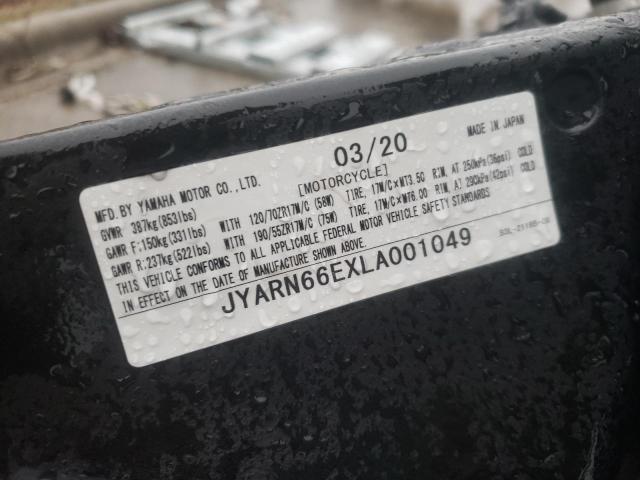 03/20 MADE IN JAPAN
MFD. BY YAMAHA MOTOR CO., LTD. [MOTORCYCLE]
GVWR: 387kg(853lbs)
GAWR F:150kg(331lbs) WITH 120/70ZR17M/C (58W) TIRE, 17M/C×MT3.50 RIM, AT 250kPa(36psi) COLD
GAWR R:237kg(522lbs) WITH 190/55ZR17M/C (75W) TIRE, 17M/C×MT6.00 RIM, AT 290kPa(42psi) COLD
THIS VEHICLE CONFORMS TO ALL APPLICABLE FEDERAL MOTOR VEHICLE SAFETY STANDARDS
IN EFFECT ON THE DATE OF MANUFACTURE SHOWN ABOVE.
JYARN66EXLA001049